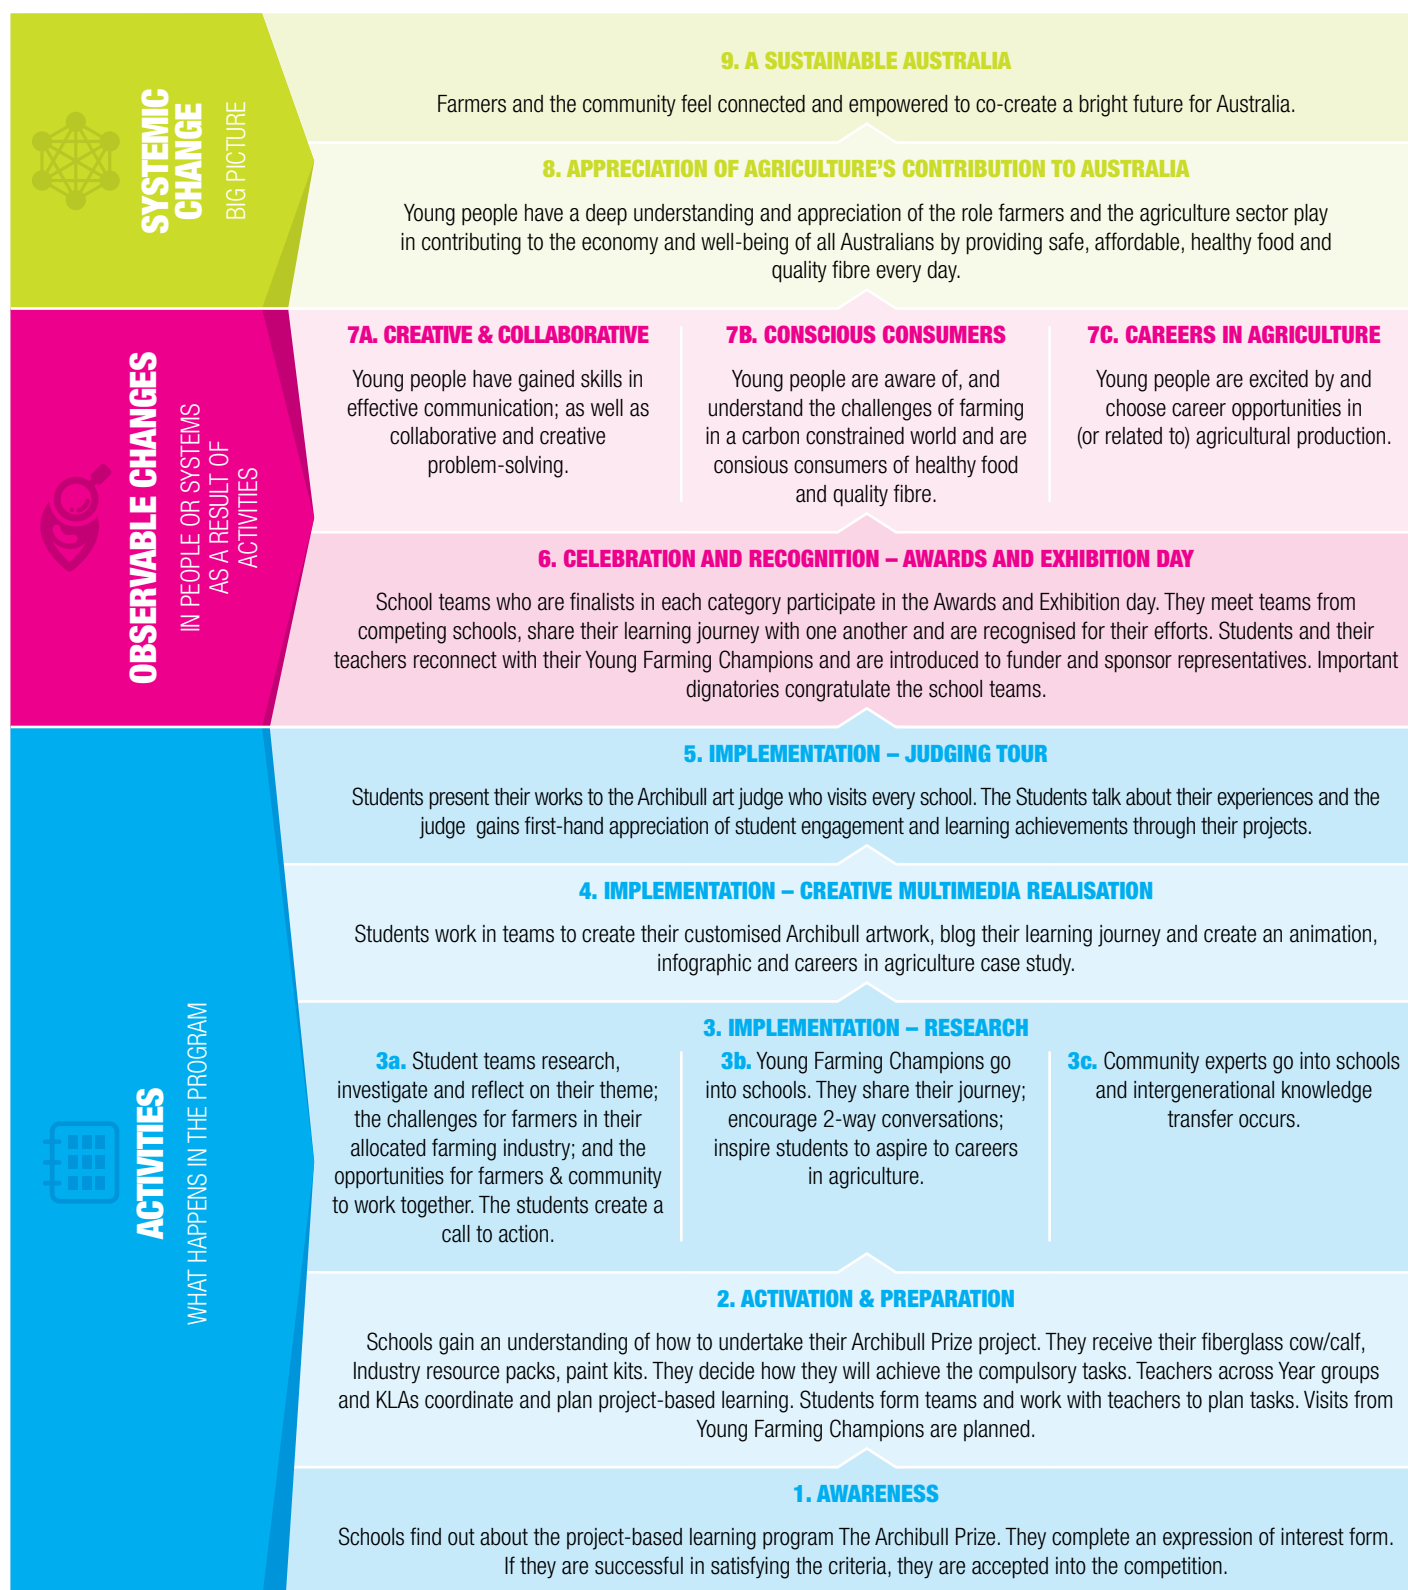 SYSTEMIC
CHANGE
BIG PICTURE
9. A SUSTAINABLE AUSTRALIA
Farmers and the community feel connected and empowered to co-create a bright future for Australia.
8. APPRECIATION OF AGRICULTURE'S CONTRIBUTION TO AUSTRALIA
Young people have a deep understanding and appreciation of the role farmers and the agriculture sector play
in contributing to the economy and well-being of all Australians by providing safe, affordable, healthy food and
quality fibre every day.
OBSERVABLE CHANGES
IN PEOPLE OR SYSTEMS
AS A RESULT OF
ACTIVITIES
7A. CREATIVE & COLLABORATIVE
Young people have gained skills in
effective communication; as well as
collaborative and creative
problem-solving.
7B. CONSCIOUS CONSUMERS
Young people are aware of, and
understand the challenges of farming
in a carbon constrained world and are
consious consumers of healthy food
and quality fibre.
7C. CAREERS IN AGRICULTURE
Young people are excited by and
choose career opportunities in
(or related to) agricultural production.
6. CELEBRATION AND RECOGNITION – AWARDS AND EXHIBITION DAY
School teams who are finalists in each category participate in the Awards and Exhibition day. They meet teams from
competing schools, share their learning journey with one another and are recognised for their efforts. Students and their
teachers reconnect with their Young Farming Champions and are introduced to funder and sponsor representatives. Important
dignatories congratulate the school teams.
ACTIVITIES
WHAT HAPPENS IN THE PROGRAM
5. IMPLEMENTATION – JUDGING TOUR
Students present their works to the Archibull art judge who visits every school. The Students talk about their experiences and the
judge gains first-hand appreciation of student engagement and learning achievements through their projects.
4. IMPLEMENTATION – CREATIVE MULTIMEDIA REALISATION
Students work in teams to create their customised Archibull artwork, blog their learning journey and create an animation,
infographic and careers in agriculture case study.
3. IMPLEMENTATION – RESEARCH
3a. Student teams research,
investigate and reflect on their theme;
the challenges for farmers in their
allocated farming industry; and the
opportunities for farmers & community
to work together. The students create a
call to action.
3b. Young Farming Champions go
into schools. They share their journey;
encourage 2-way conversations;
inspire students to aspire to careers
in agriculture.
3c. Community experts go into schools
and intergenerational knowledge
transfer occurs.
2. ACTIVATION & PREPARATION
Schools gain an understanding of how to undertake their Archibull Prize project. They receive their fiberglass cow/calf,
Industry resource packs, paint kits. They decide how they will achieve the compulsory tasks. Teachers across Year groups
and KLAs coordinate and plan project-based learning. Students form teams and work with teachers to plan tasks. Visits from
Young Farming Champions are planned.
1. AWARENESS
Schools find out about the project-based learning program The Archibull Prize. They complete an expression of interest form.
If they are successful in satisfying the criteria, they are accepted into the competition.